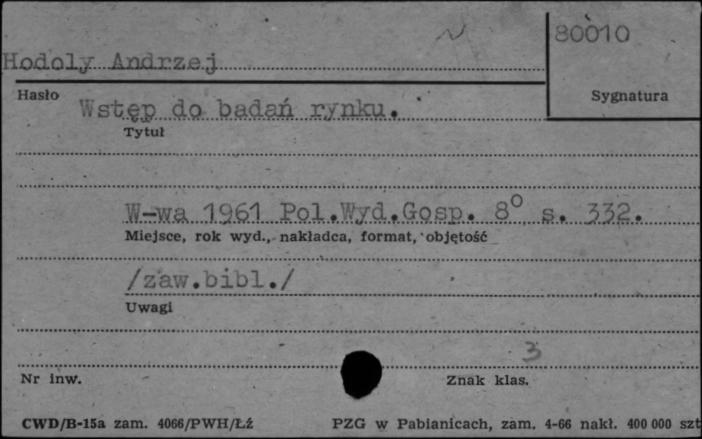 80010
Hodoly Andrzej
Hasło
Sygnatura
Wstęp do badań rynku.
Tytuł
W-wa 1961 Pol.Wyd.Gosp. 8° s. 332.
Miejsce, rok wyd., nakładca, format, objętość
/zaw.bibl./
Uwagi
3
Nr inw.
Znak klas.
CWD/B-15a zam. 4066/PWH/Łź PZG w Pabianicach, zam. 4-66 nakł. 400 000 szt